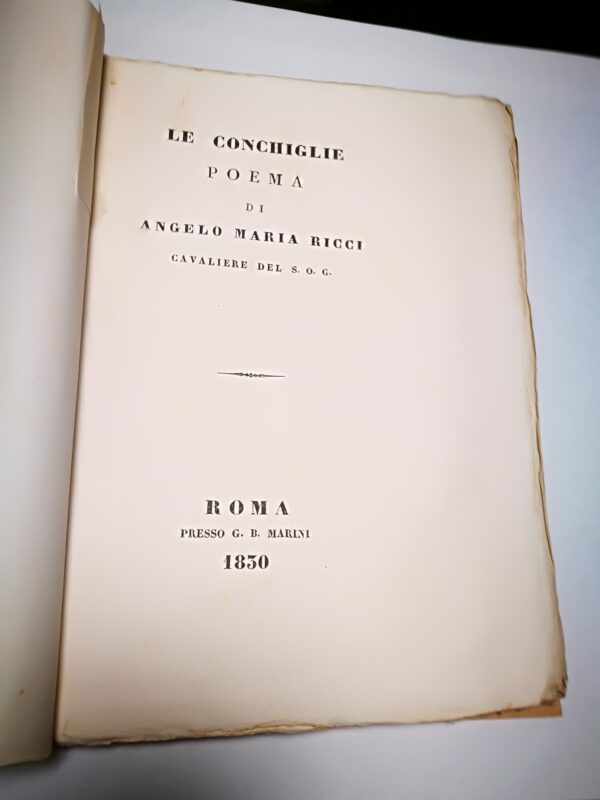 LE CONCHIGLIE
POEMA
DI
ANGELO MARIA RICCI
CAVALIERE DEL S. O. G.
ROMA
PRESSO G. B. MARINI
1830